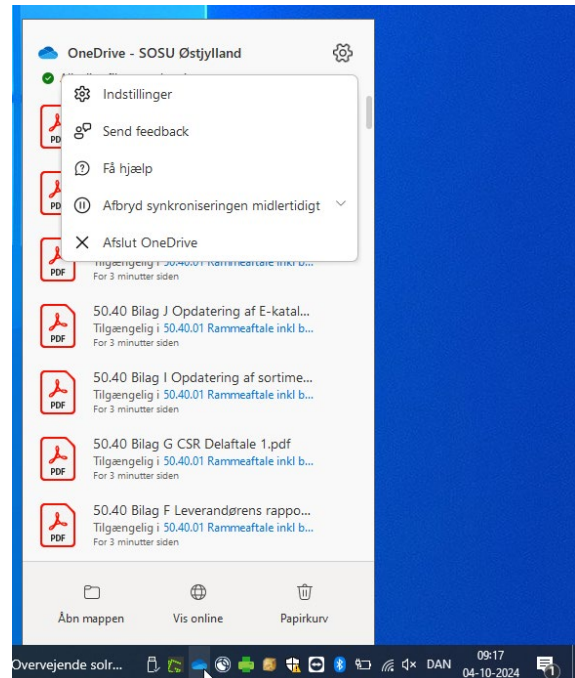 OneDrive - SOSU Østjylland
Indstillinger
PD
Send feedback
Få hjælp
PD
Afbryd synkroniseringen midlertidigt
Afslut OneDrive
PDF
For 3 minutter siden
50.40 Bilag J Opdatering af E-katal...
Tilgængelig i 50.40.01 Rammeaftale inkl b...
PDF
For 3 minutter siden
50.40 Bilag I Opdatering af sortime...
Tilgængelig i 50.40.01 Rammeaftale inkl b...
PDF
For 3 minutter siden
50.40 Bilag G CSR Delaftale 1.pdf
Tilgængelig i 50.40.01 Rammeaftale inkl b...
PDF
For 3 minutter siden
50.40 Bilag F Leverandørens rappo...
Tilgængelig i 50.40.01 Rammeaftale inkl b...
PDF
For 3 minutter siden
Åbn mappen Vis online Papirkurv
Overvejende solr... DAN 09:17
04-10-2024 1